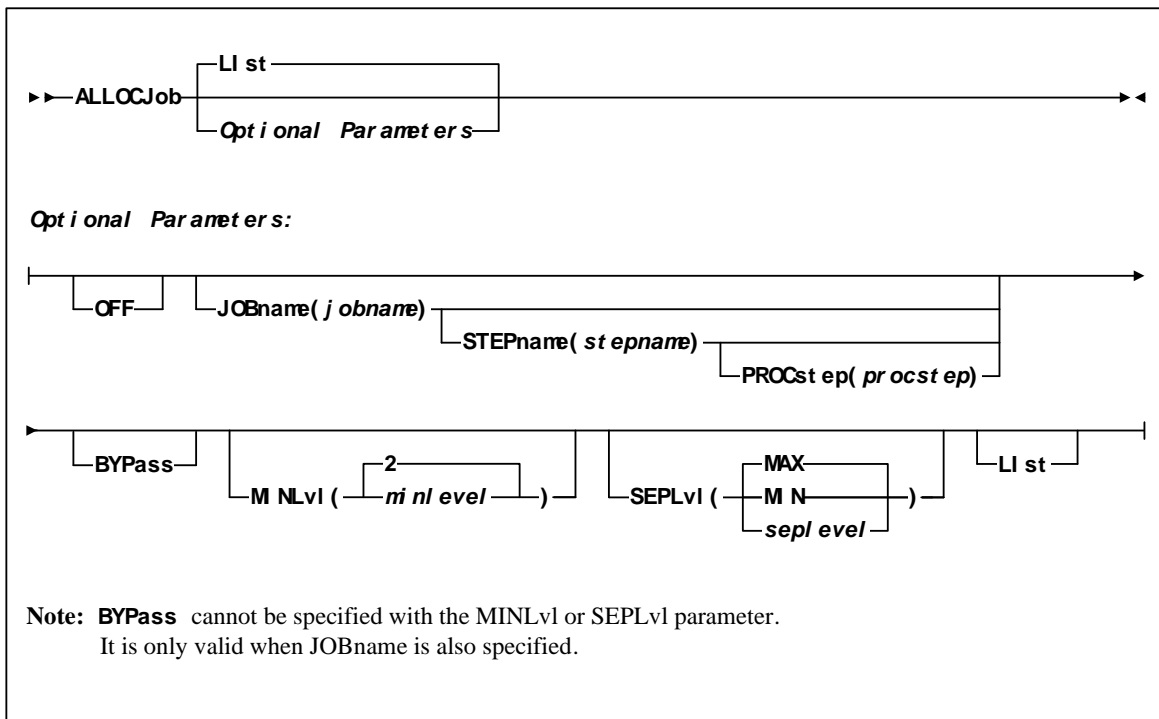 LIst
ALLOCJob
Optional Parameters
Optional Parameters:
OFF
JOBname(jobname)
STEPname(stepname)
PROCstep(procstep)
BYPass
MINLvl(
2
minlevel
)
SEPLvl(
MAX
MIN
seplevel
)
LIst
Note: BYPass cannot be specified with the MINLvl or SEPLvl parameter.
It is only valid when JOBname is also specified.